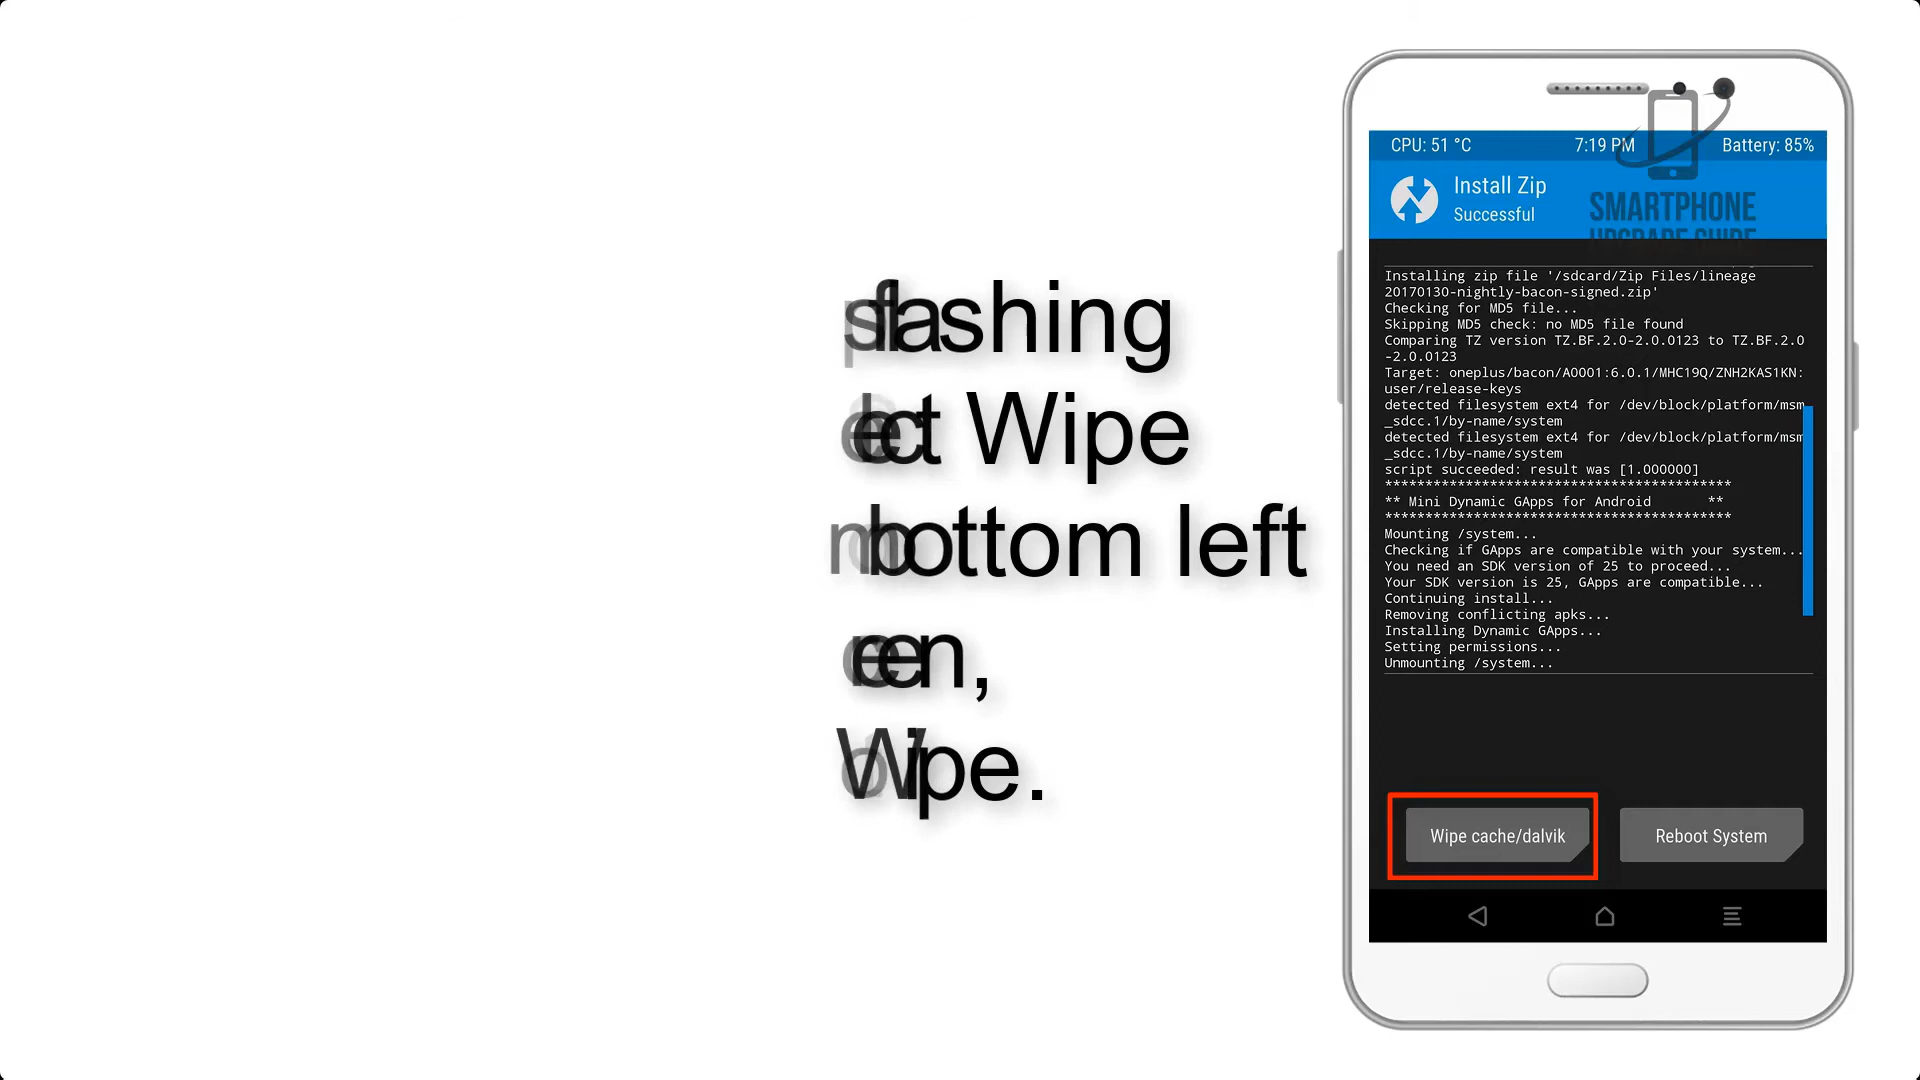 flashing
Wipe
bottom left
Wipe.
CPU: 51 °C 7:19 PM Battery: 85%
Install Zip
Successful
SMARTPHONE
UPGRADE GUIDE
Installing zip file '/sdcard/Zip Files/lineage
20170130-nightly-bacon-signed.zip'
Checking for MD5 file...
Skipping MD5 check: no MD5 file found
Comparing TZ version TZ.BF.2.0-2.0.0123 to TZ.BF.2.0
-2.0.0123
Target: oneplus/bacon/A0001:6.0.1/MHC19Q/ZNH2KAS1KN:
user/release-keys
detected filesystem ext4 for /dev/block/platform/msm
_sdcc.1/by-name/system
detected filesystem ext4 for /dev/block/platform/msm
_sdcc.1/by-name/system
script succeeded: result was [1.000000]
******************************************
** Mini Dynamic GApps for Android **
******************************************
Mounting /system...
Checking if GApps are compatible with your system...
You need an SDK version of 25 to proceed...
Your SDK version is 25, GApps are compatible...
Continuing install...
Removing conflicting apks...
Installing Dynamic GApps...
Setting permissions...
Unmounting /system...
Wipe cache/dalvik
Reboot System